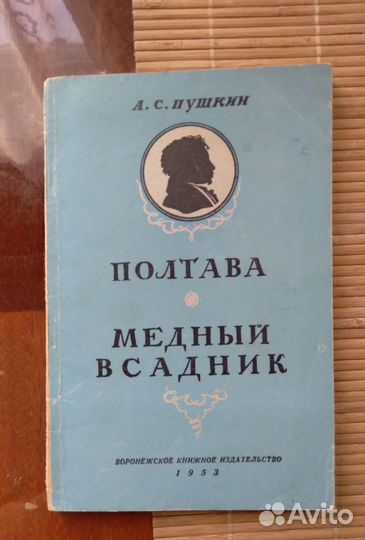 А. С. ПУШКИН
ПОЛТАВА
МЕДНЫЙ
ВСАДНИК
ВОРОНЕЖСКОЕ КНИЖНОЕ ИЗДАТЕЛЬСТВО
1953
Avito